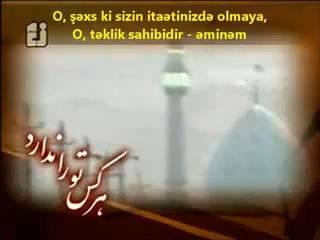 O, şəxs ki sizin itaətinizdə olmaya,
O, təklik sahibidir - əminəm
هر کس تو را ندارد